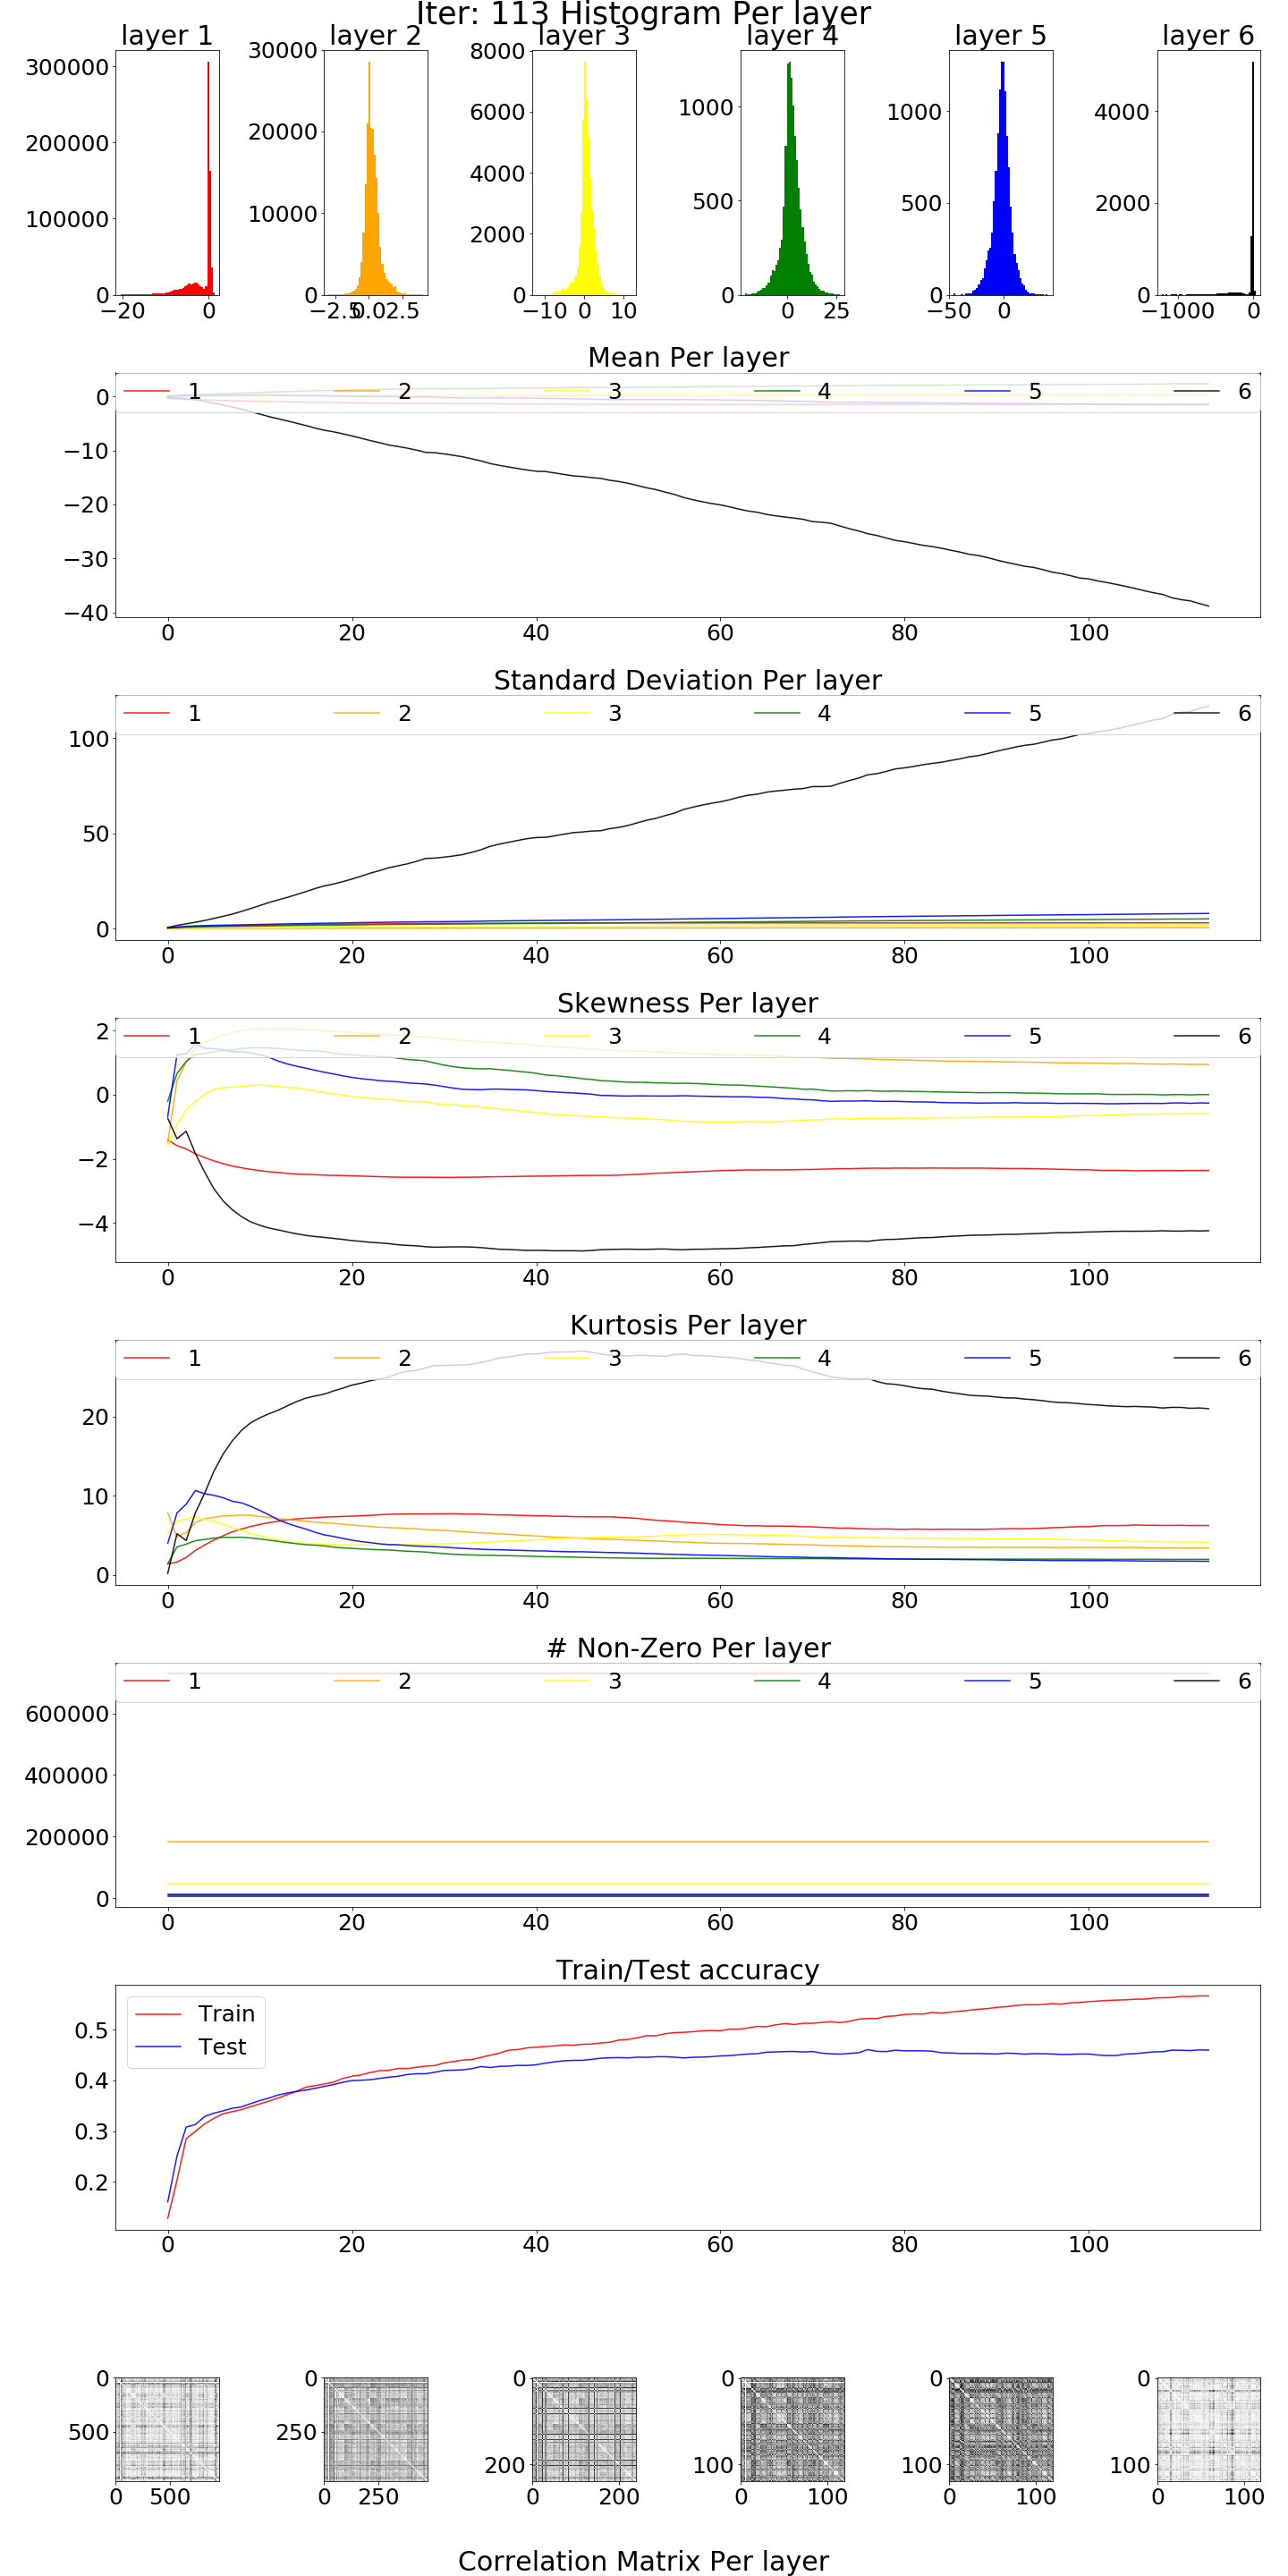 Iter: 113 Histogram Per layer
layer 1 layer 2 layer 3 layer 4 layer 5 layer 6
300000 200000 100000 0
−20 0
30000 20000 10000 0
−2.5 0.0 2.5
8000 6000 4000 2000 0
−10 0 10
1000 500 0
0 25
1000 500 0
−50 0
4000 2000 0
−1000 0
Mean Per layer
1 2 3 4 5 6
0 −10 −20 −30 −40
0 20 40 60 80 100
Standard Deviation Per layer
1 2 3 4 5 6
100 50 0
0 20 40 60 80 100
Skewness Per layer
1 2 3 4 5 6
2 0 −2 −4
0 20 40 60 80 100
Kurtosis Per layer
1 2 3 4 5 6
20 10 0
0 20 40 60 80 100
# Non-Zero Per layer
1 2 3 4 5 6
600000 400000 200000 0
0 20 40 60 80 100
Train/Test accuracy
Train
Test
0.5 0.4 0.3 0.2
0 20 40 60 80 100
0 500
0 500
0 250
0 250
0 200
0 200
0 100
0 100
0 100
0 100
0 100
0 100
Correlation Matrix Per layer